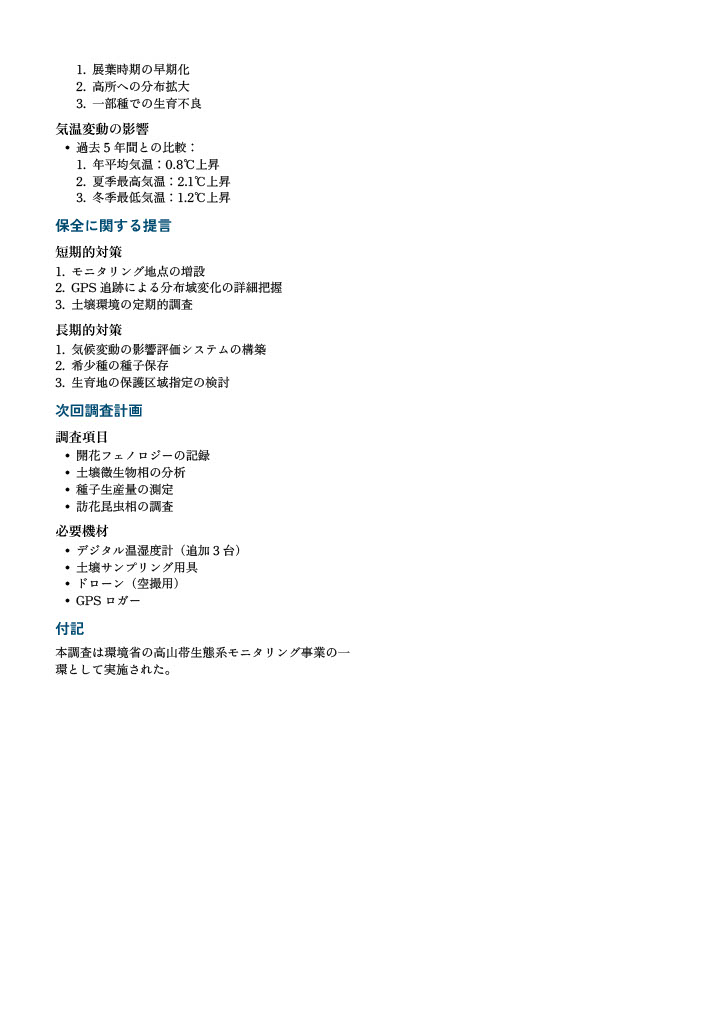 1. 展葉時期の早期化
2. 高所への分布拡大
3. 一部種での生育不良
気温変動の影響
• 過去 5 年間との比較：
1. 年平均気温：0.8℃上昇
2. 夏季最高気温：2.1℃上昇
3. 冬季最低気温：1.2℃上昇
保全に関する提言
短期的対策
1. モニタリング地点の増設
2. GPS 追跡による分布域変化の詳細把握
3. 土壌環境の定期的調査
長期的対策
1. 気候変動の影響評価システムの構築
2. 希少種の種子保存
3. 生育地の保護区域指定の検討
次回調査計画
調査項目
• 開花フェノロジーの記録
• 土壌微生物相の分析
• 種子生産量の測定
• 訪花昆虫相の調査
必要機材
• デジタル温湿度計（追加 3 台）
• 土壌サンプリング用具
• ドローン（空撮用）
• GPS ロガー
付記
本調査は環境省の高山帯生態系モニタリング事業の一
環として実施された。